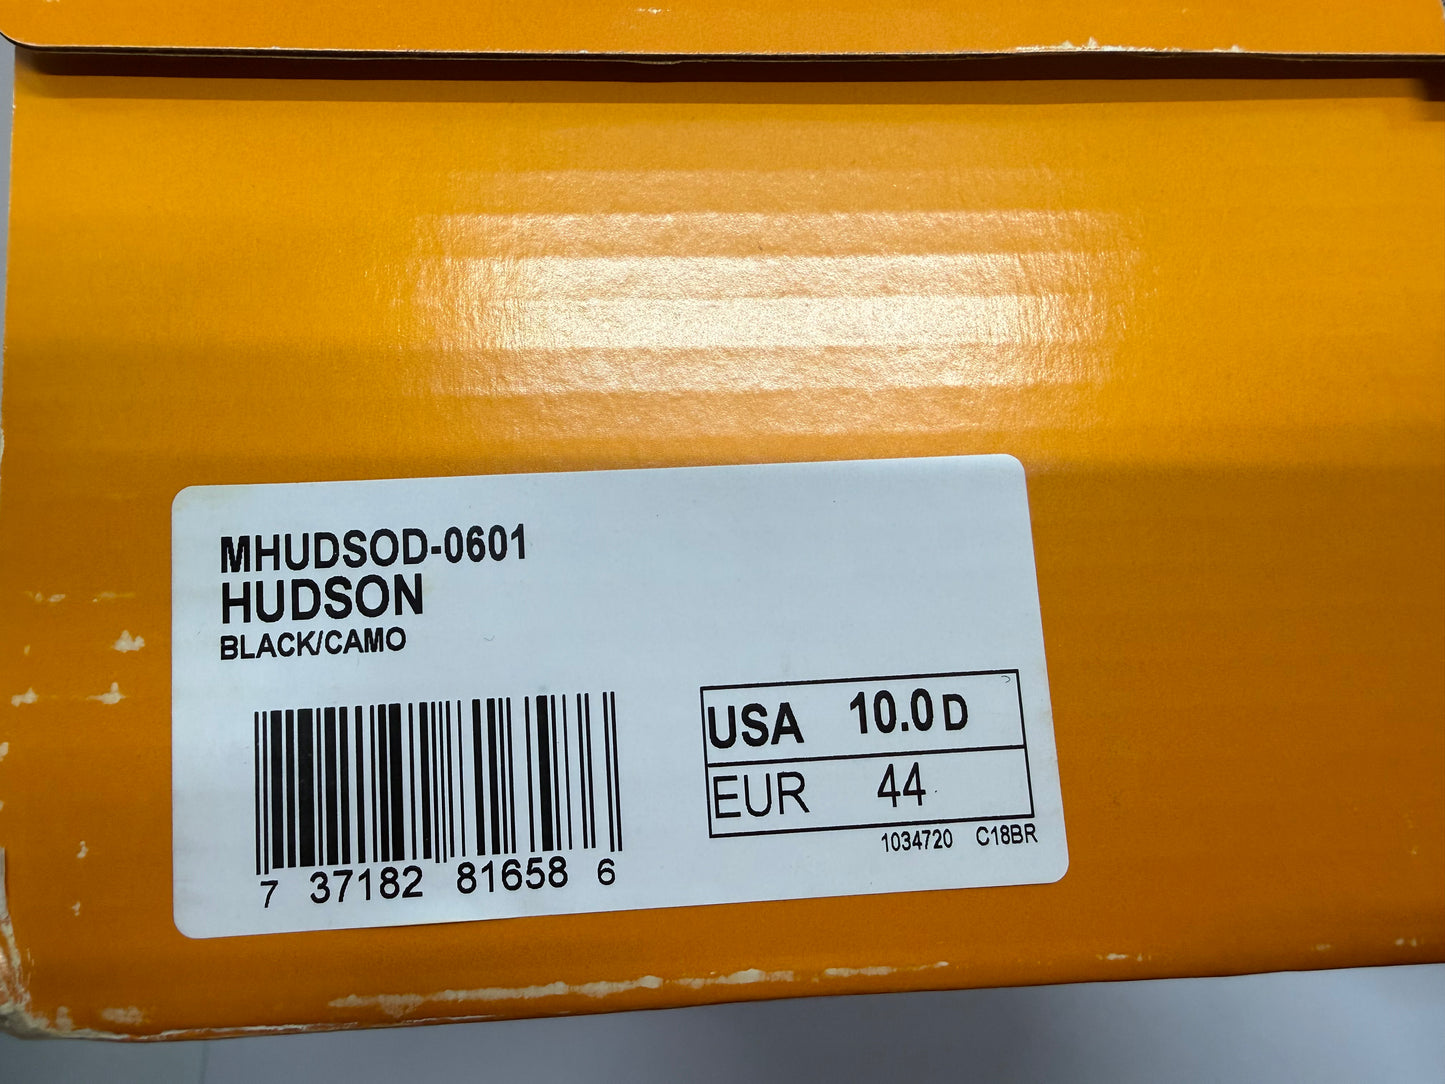 MHUDSOD-0601
HUDSON
BLACK/CAMO
USA 10.0 D
EUR 44
1034720 C18BR
7 37182 81658 6